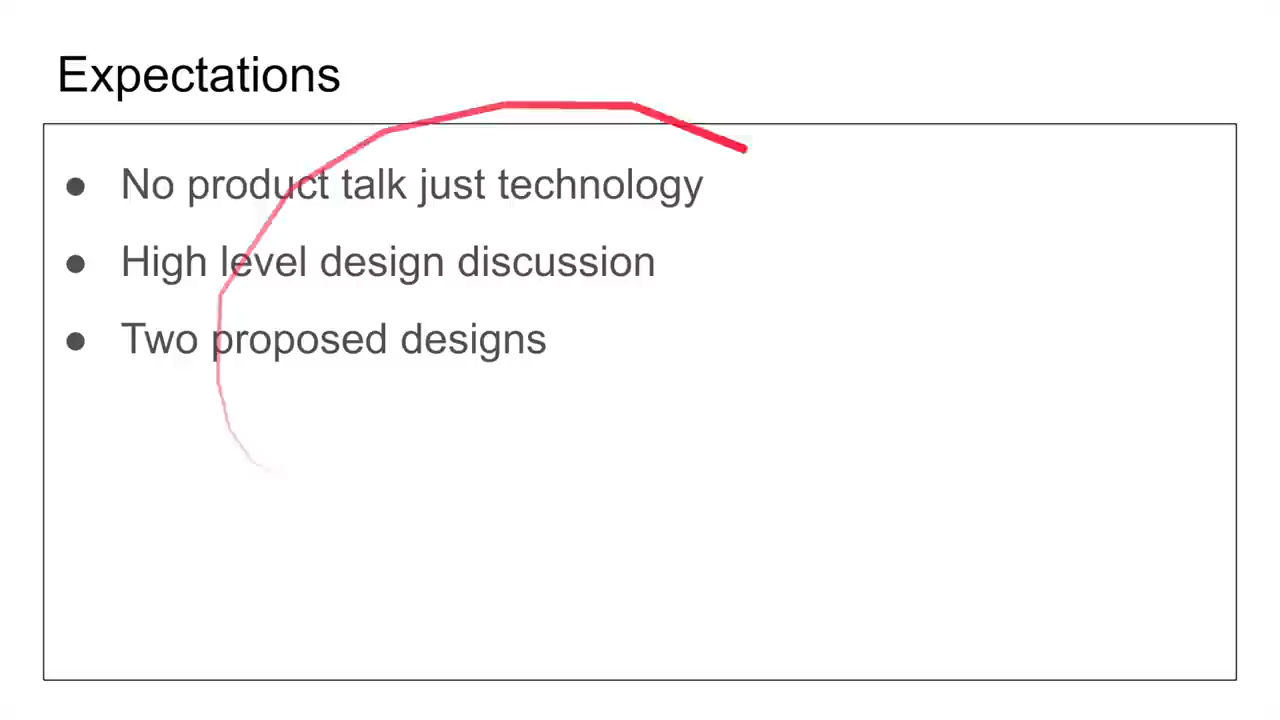 Expectations
● No product talk just technology
● High level design discussion
● Two proposed designs